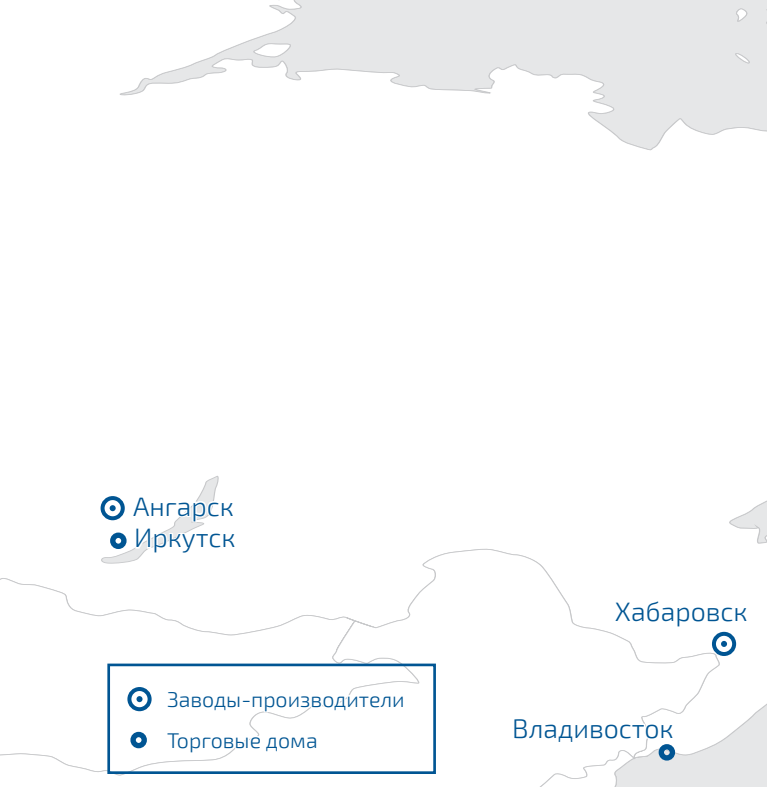 Ангарск
Иркутск
Хабаровск
Заводы-производители
Владивосток
Торговые дома